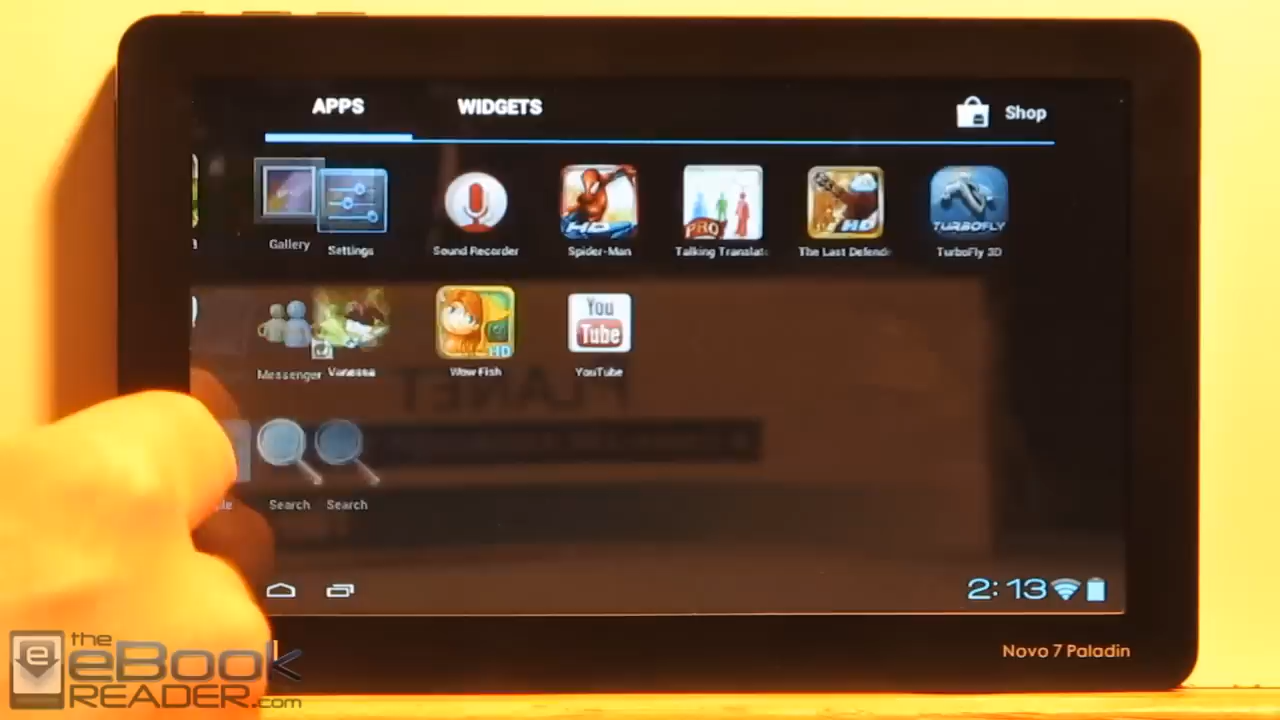 APPS WIDGETS Shop
Gallery Settings Sound Recorder Spider-Man Talking Translat The Last Defende TurboFly 3D
HD PRO HD TURBOFLY
You
Tube
HD
Messenger Vanessa Wow Fish YouTube
PLANET
Search Search
2:13
Novo 7 Paladin
the
eBook
READER.com